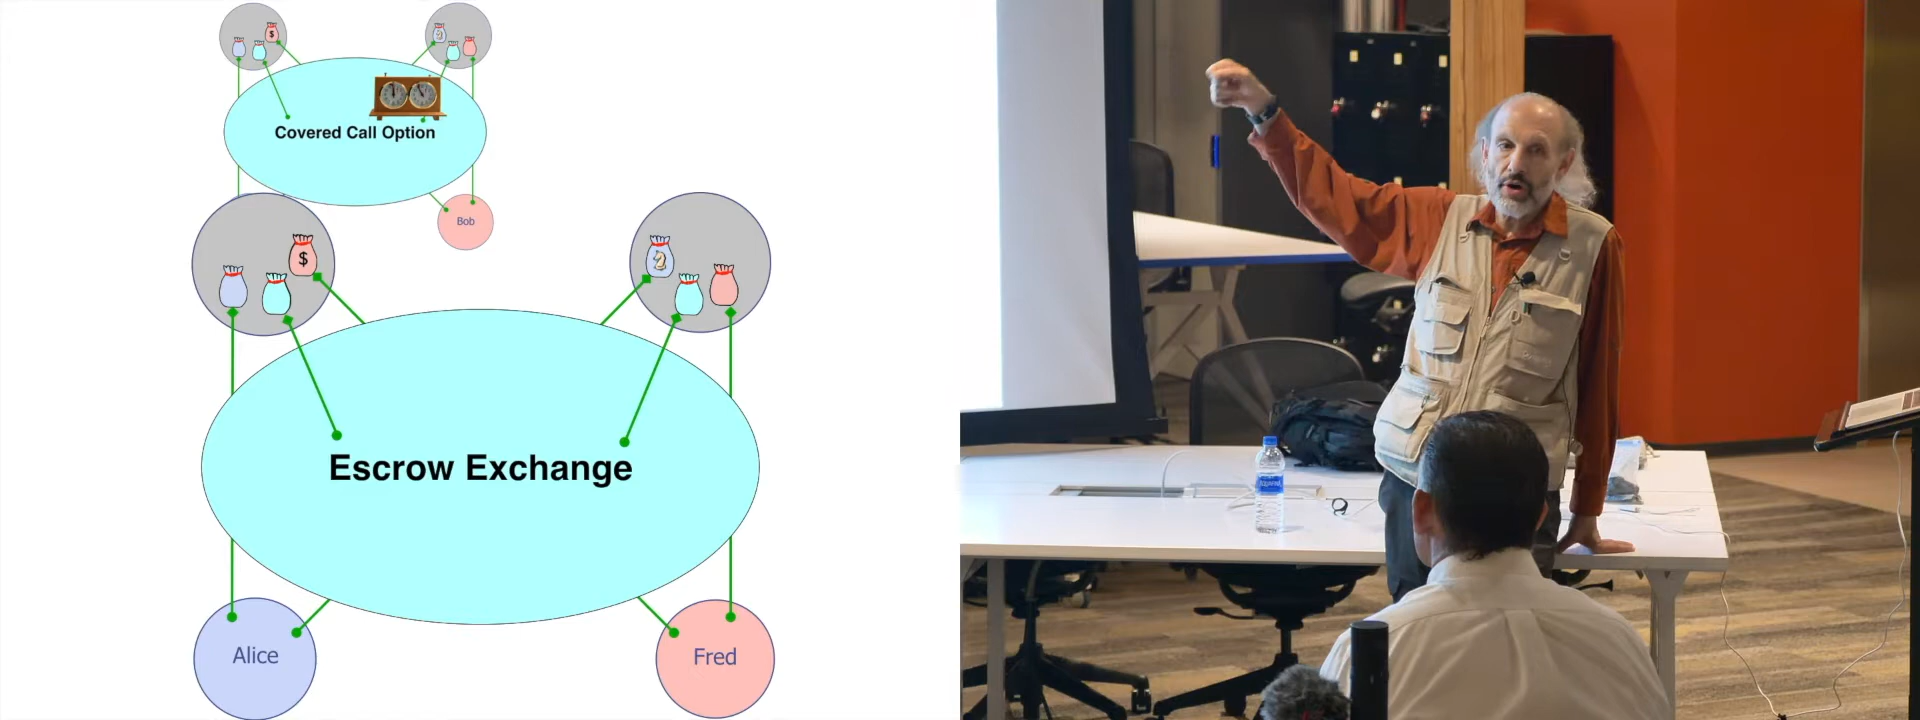 $
Covered Call Option
Bob
$
Escrow Exchange
Alice
Fred